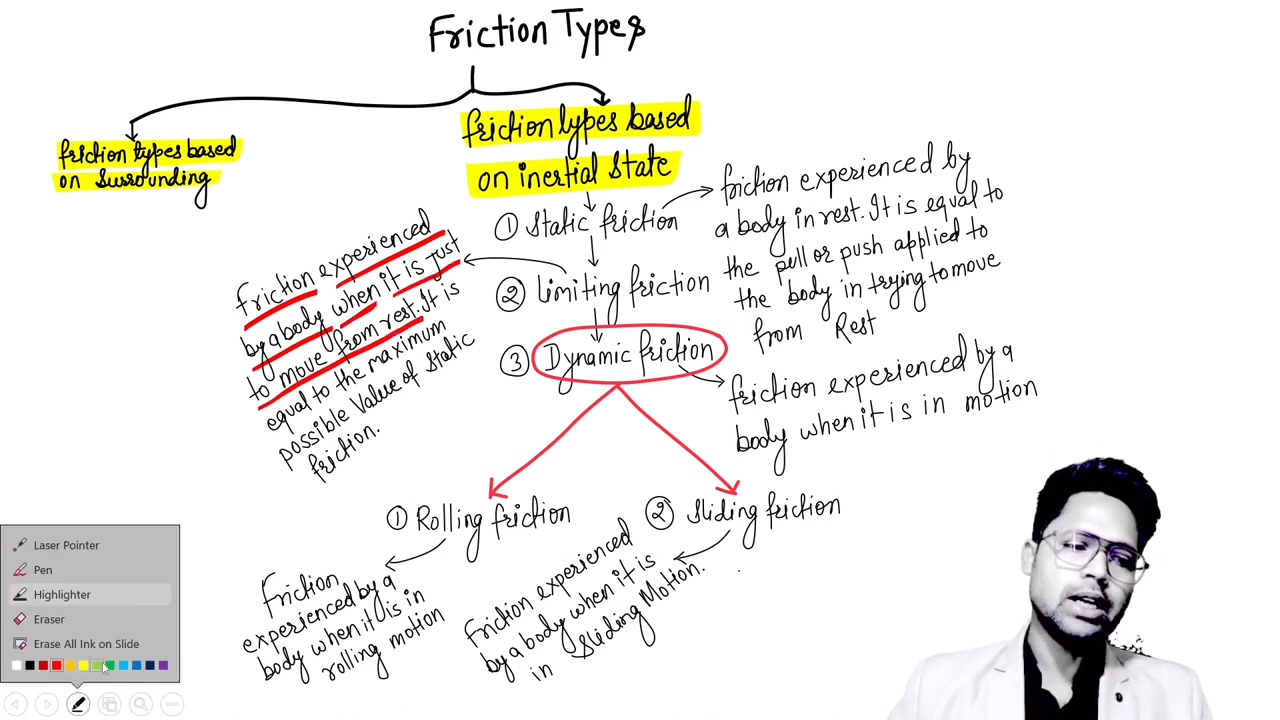 Friction Types
friction types based
on Surrounding
friction types based
on inertial State
① Static friction
friction experienced by
a body in rest. It is equal to
the pull or push applied to
the body in trying to move
from Rest
② limiting friction
friction experienced
by a body when it is just
to move from rest. It is
equal to the maximum
possible Value of Static
friction.
③ Dynamic friction
friction experienced by a
body when it is in motion
① Rolling friction
Friction
experienced by a
body when it is in
rolling motion
② Sliding friction
Friction experienced
by a body when it is
in Sliding Motion.
Laser Pointer
Pen
Highlighter
Eraser
Erase All Ink on Slide